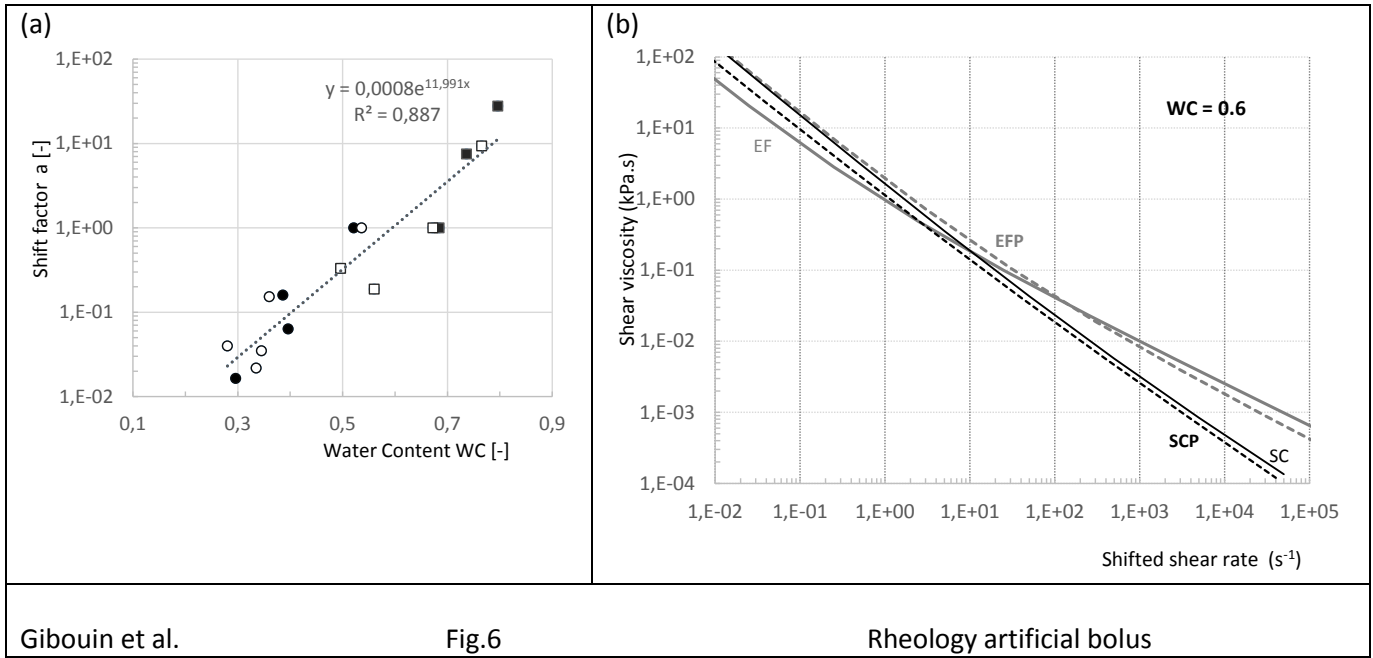 (a)
1,E+02
1,E+01
1,E+00
1,E-01
1,E-02
Shift factor a [-]
y = 0,0008e^11,991x
R² = 0,887
0,1 0,3 0,5 0,7 0,9
Water Content WC [-]
(b)
1,E+02
1,E+01
1,E+00
1,E-01
1,E-02
1,E-03
1,E-04
Shear viscosity (kPa.s)
WC = 0.6
EF
EFP
SCP
SC
1,E-02 1,E-01 1,E+00 1,E+01 1,E+02 1,E+03 1,E+04 1,E+05
Shifted shear rate (s⁻¹)
Gibouin et al. Fig.6 Rheology artificial bolus